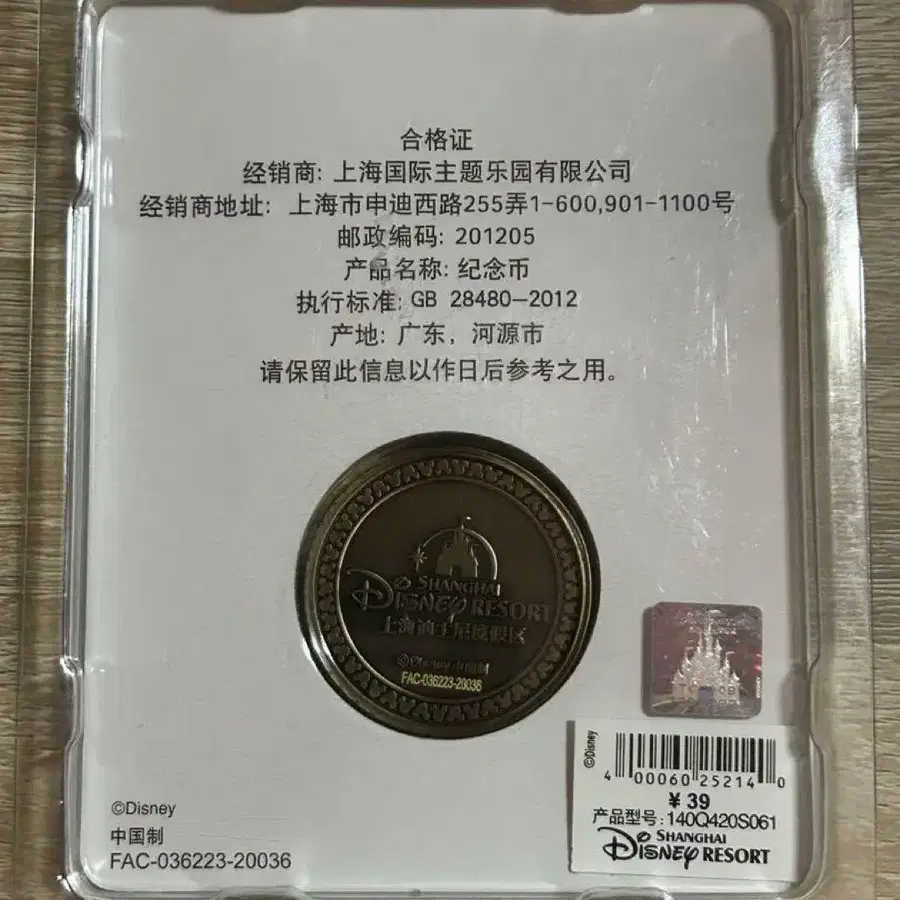 合格证
经销商: 上海国际主题乐园有限公司
经销商地址: 上海市申迪西路255弄1-600,901-1100号
邮政编码: 201205
产品名称: 纪念币
执行标准: GB 28480-2012
产地: 广东，河源市
请保留此信息以作日后参考之用。
SHANGHAI
Disney RESORT
上海迪士尼度假区
©Disney 中国制
FAC-036223-20036
©Disney
4 00060 25214 0
¥ 39
产品型号: 140Q420S061
SHANGHAI
Disney RESORT
©Disney
中国制
FAC-036223-20036